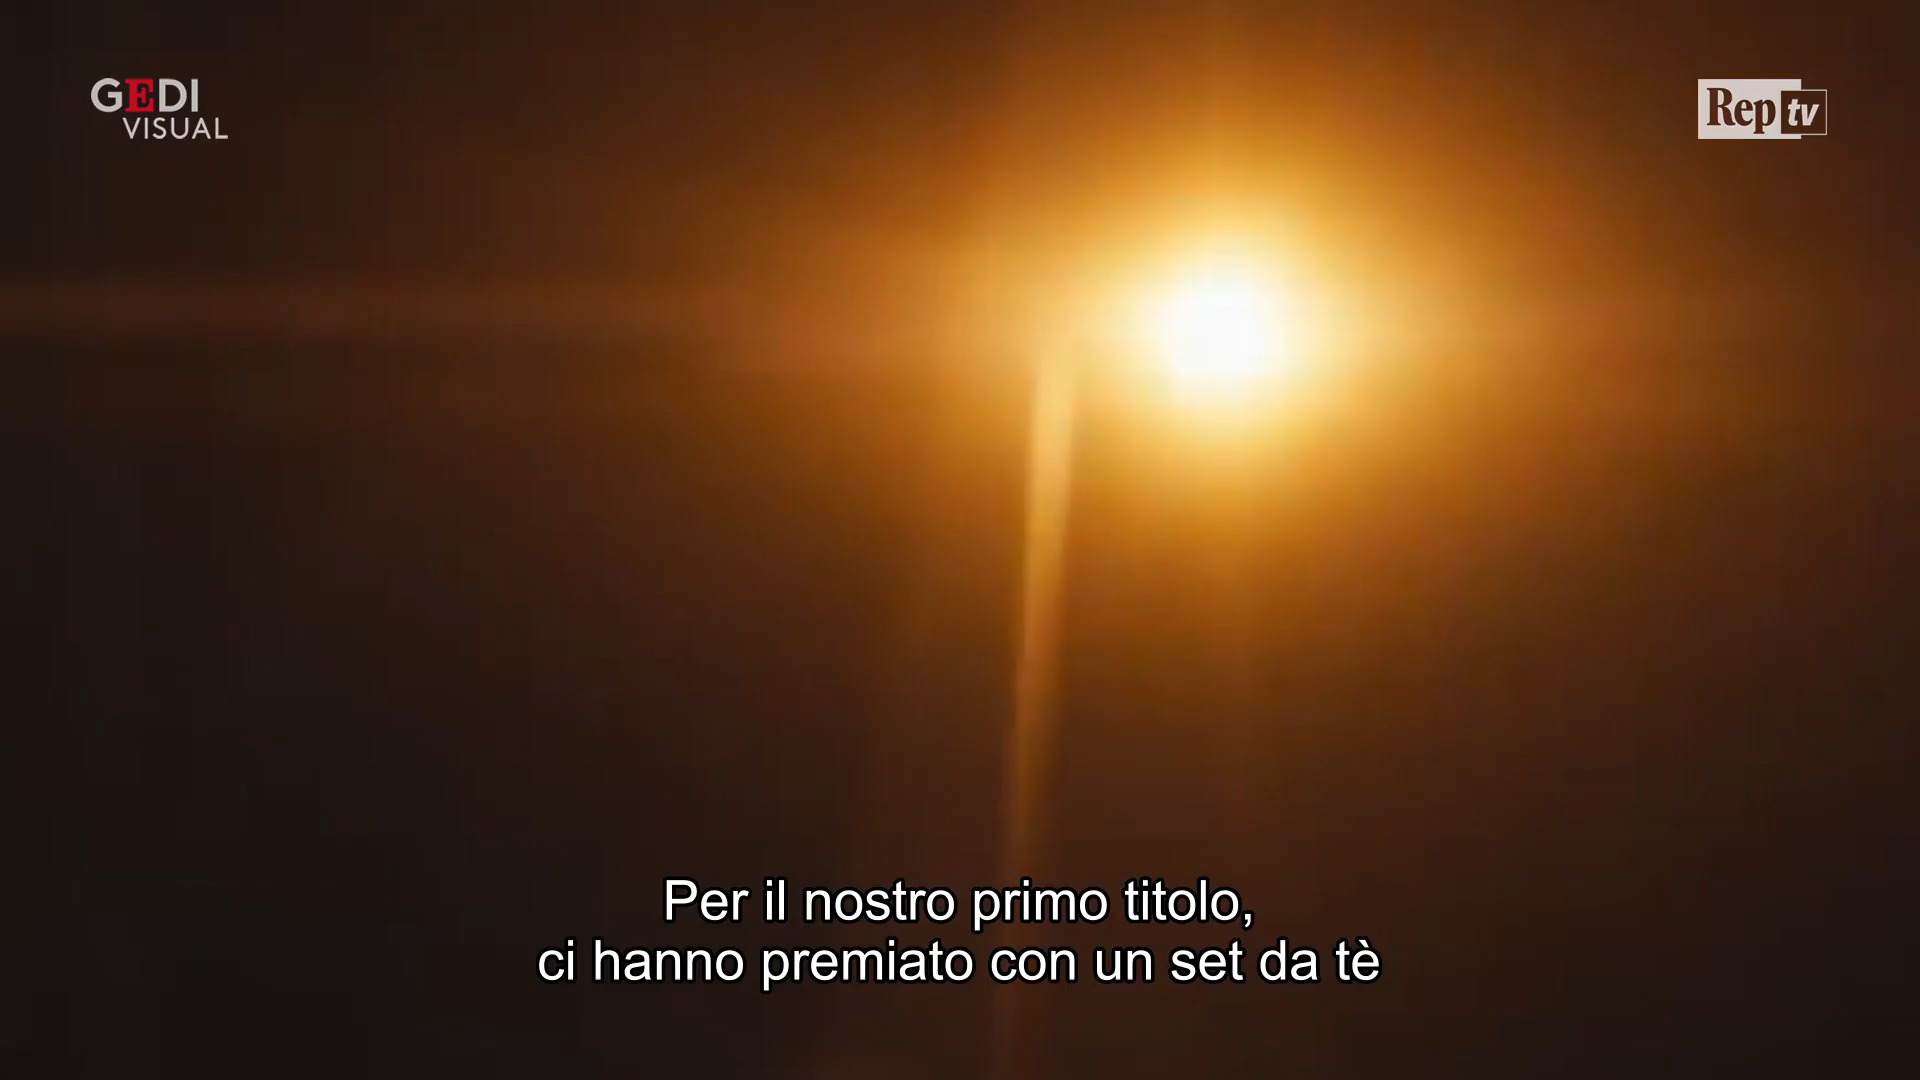 GEDI
VISUAL
Rep tv
Per il nostro primo titolo,
ci hanno premiato con un set da tè